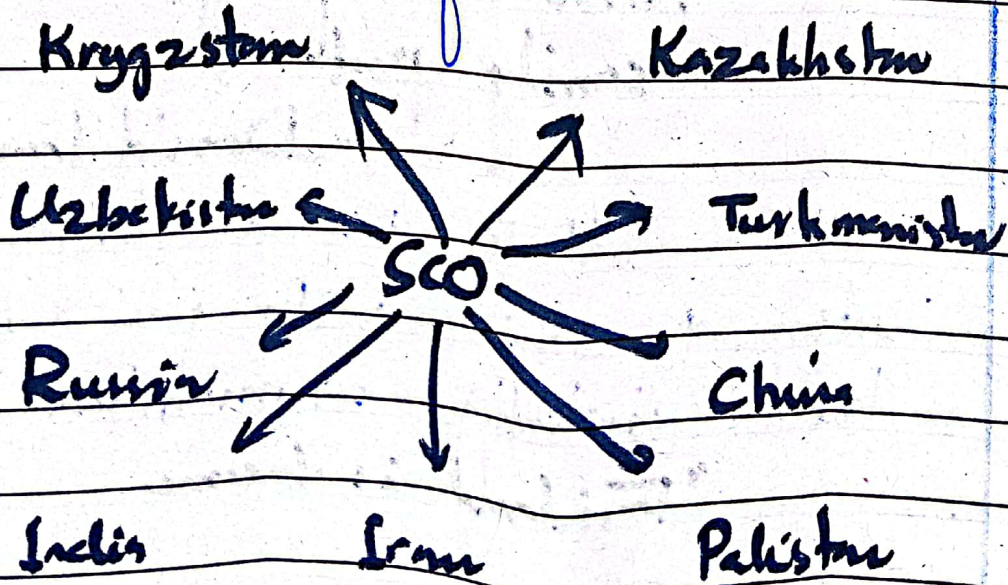 Krygzstan Kazakhstan
Uzbekistan Turkmenistan
SCO
Russia China
India Iran Pakistan